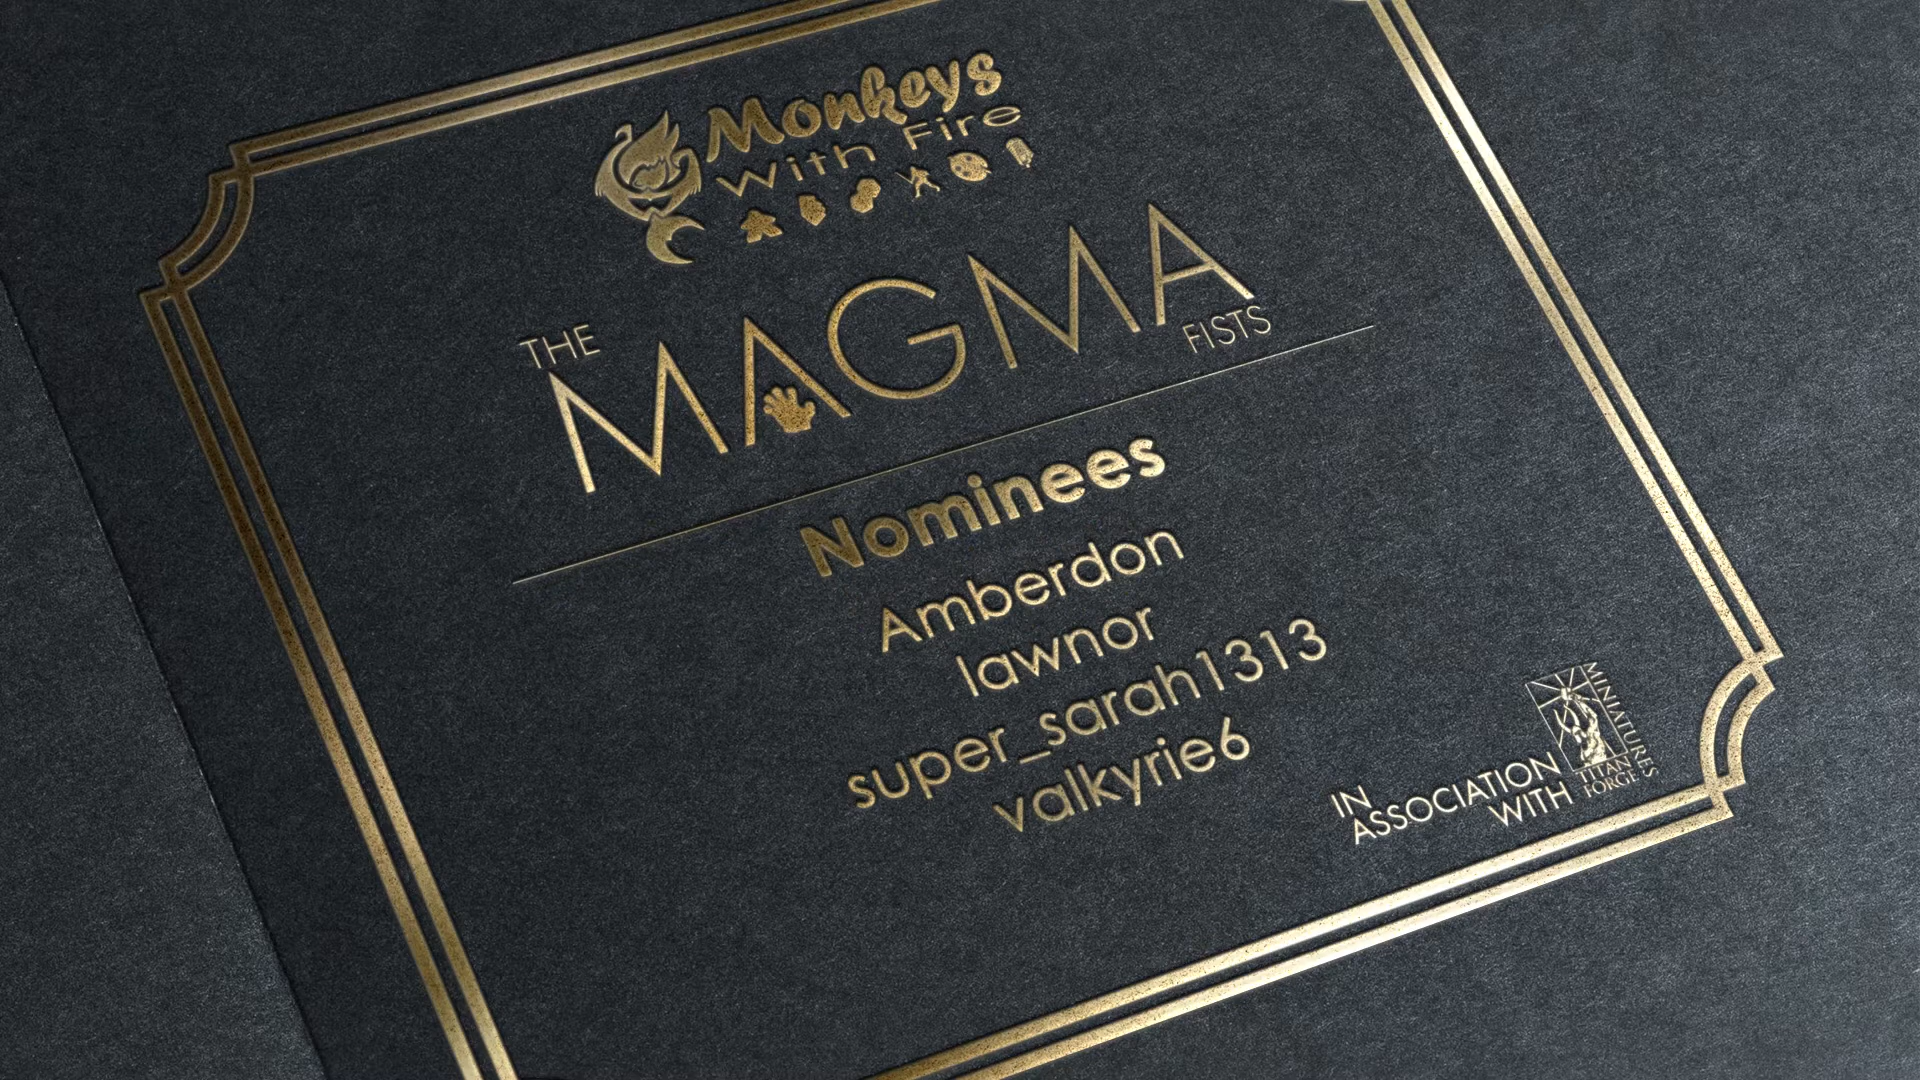 Monkeys
With Fire
THE
MAGMA
FISTS
Nominees
Amberdon
lawnor
super_sarah1313
valkyrie6
IN
ASSOCIATION
WITH
TITAN
FORGE
MINIATURES